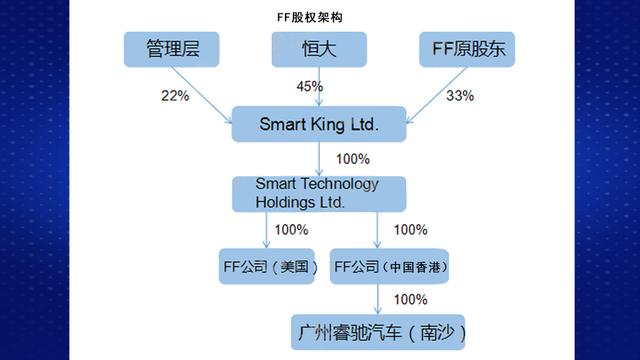 FF股权架构
管理层
恒大
FF原股东
22%
45%
33%
Smart King Ltd.
100%
Smart Technology
Holdings Ltd.
100%
100%
FF公司（美国）
FF公司（中国香港）
100%
广州睿驰汽车（南沙）